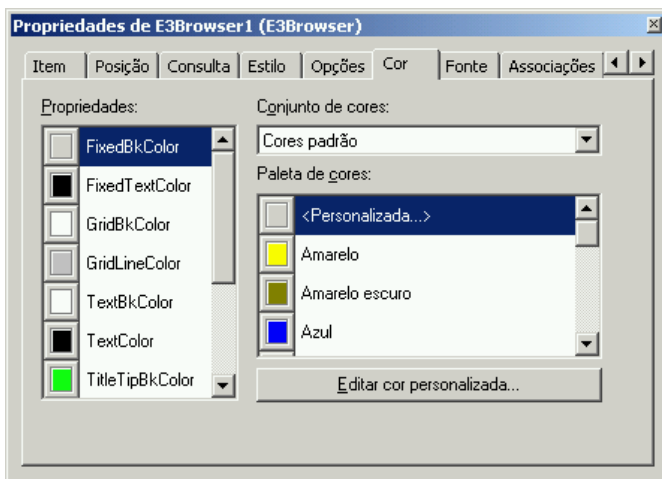 Propriedades de E3Browser1 (E3Browser)
Item Posição Consulta Estilo Opções Cor Fonte Associações
Propriedades: Conjunto de cores:
FixedBkColor Cores padrão
FixedTextColor Paleta de cores:
GridBkColor <Personalizada...>
GridLineColor Amarelo
TextBkColor Amarelo escuro
TextColor Azul
TitleTipBkColor Editar cor personalizada...